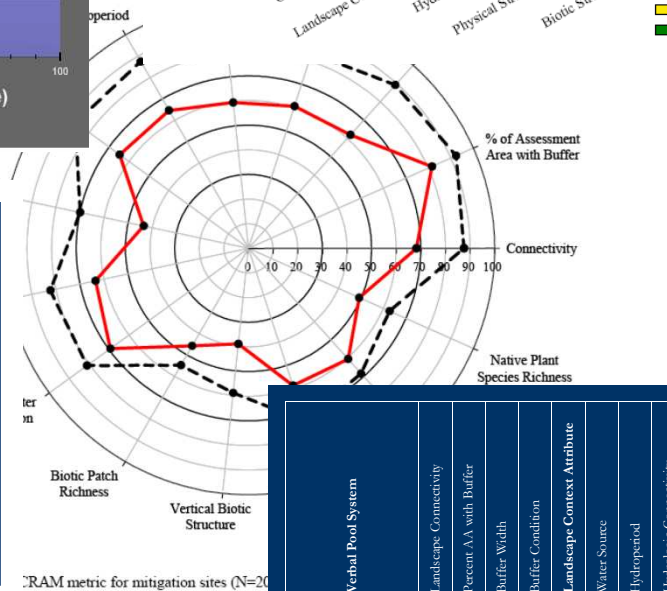 100
e)
operiod
Landscape C
Hyd
Physical St
Biotic St
% of Assessment
Area with Buffer
Connectivity
0 10 20 30 40 50 60 70 80 90 100
Native Plant
Species Richness
ter
on
Biotic Patch
Richness
Vertical Biotic
Structure
CRAM metric for mitigation sites (N=20
Verbal Pool System
Landscape Connectivity
Percent AA with Buffer
Buffer Width
Buffer Condition
Landscape Context Attribute
Water Source
Hydroperiod